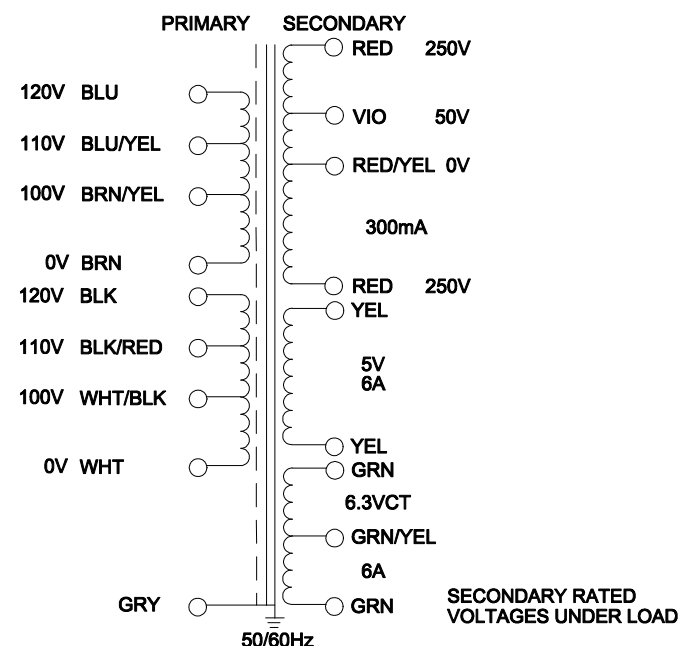 PRIMARY SECONDARY
RED 250V
120V BLU
VIO 50V
110V BLU/YEL
RED/YEL 0V
100V BRN/YEL
300mA
0V BRN
RED 250V
120V BLK
YEL
110V BLK/RED
5V
6A
100V WHT/BLK
YEL
0V WHT
GRN
6.3VCT
GRN/YEL
6A
GRY
GRN
SECONDARY RATED
VOLTAGES UNDER LOAD
50/60Hz